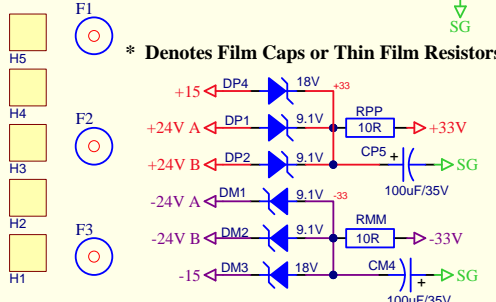 F1
SG
H5
* Denotes Film Caps or Thin Film Resistors
+15 DP4 18V +33
H4
+24V A DP1 9.1V RPP 10R +33V
F2
+24V B DP2 9.1V CP5 + SG
H3
100uF/35V
-24V A DM1 9.1V -33
H2
-24V B DM2 9.1V RMM 10R -33V
F3
-15 DM3 18V CM4 + SG
H1
100uF/35V